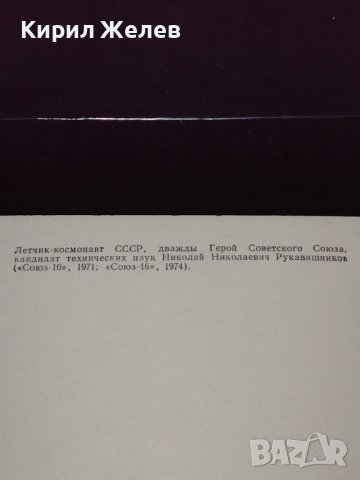 Кирил Желев
Летчик-космонавт СССР, дважды Герой Советского Союза,
кандидат технических наук Николай Николаевич Рукавишников
(«Союз-10», 1971; «Союз-16», 1974).
BAZAR